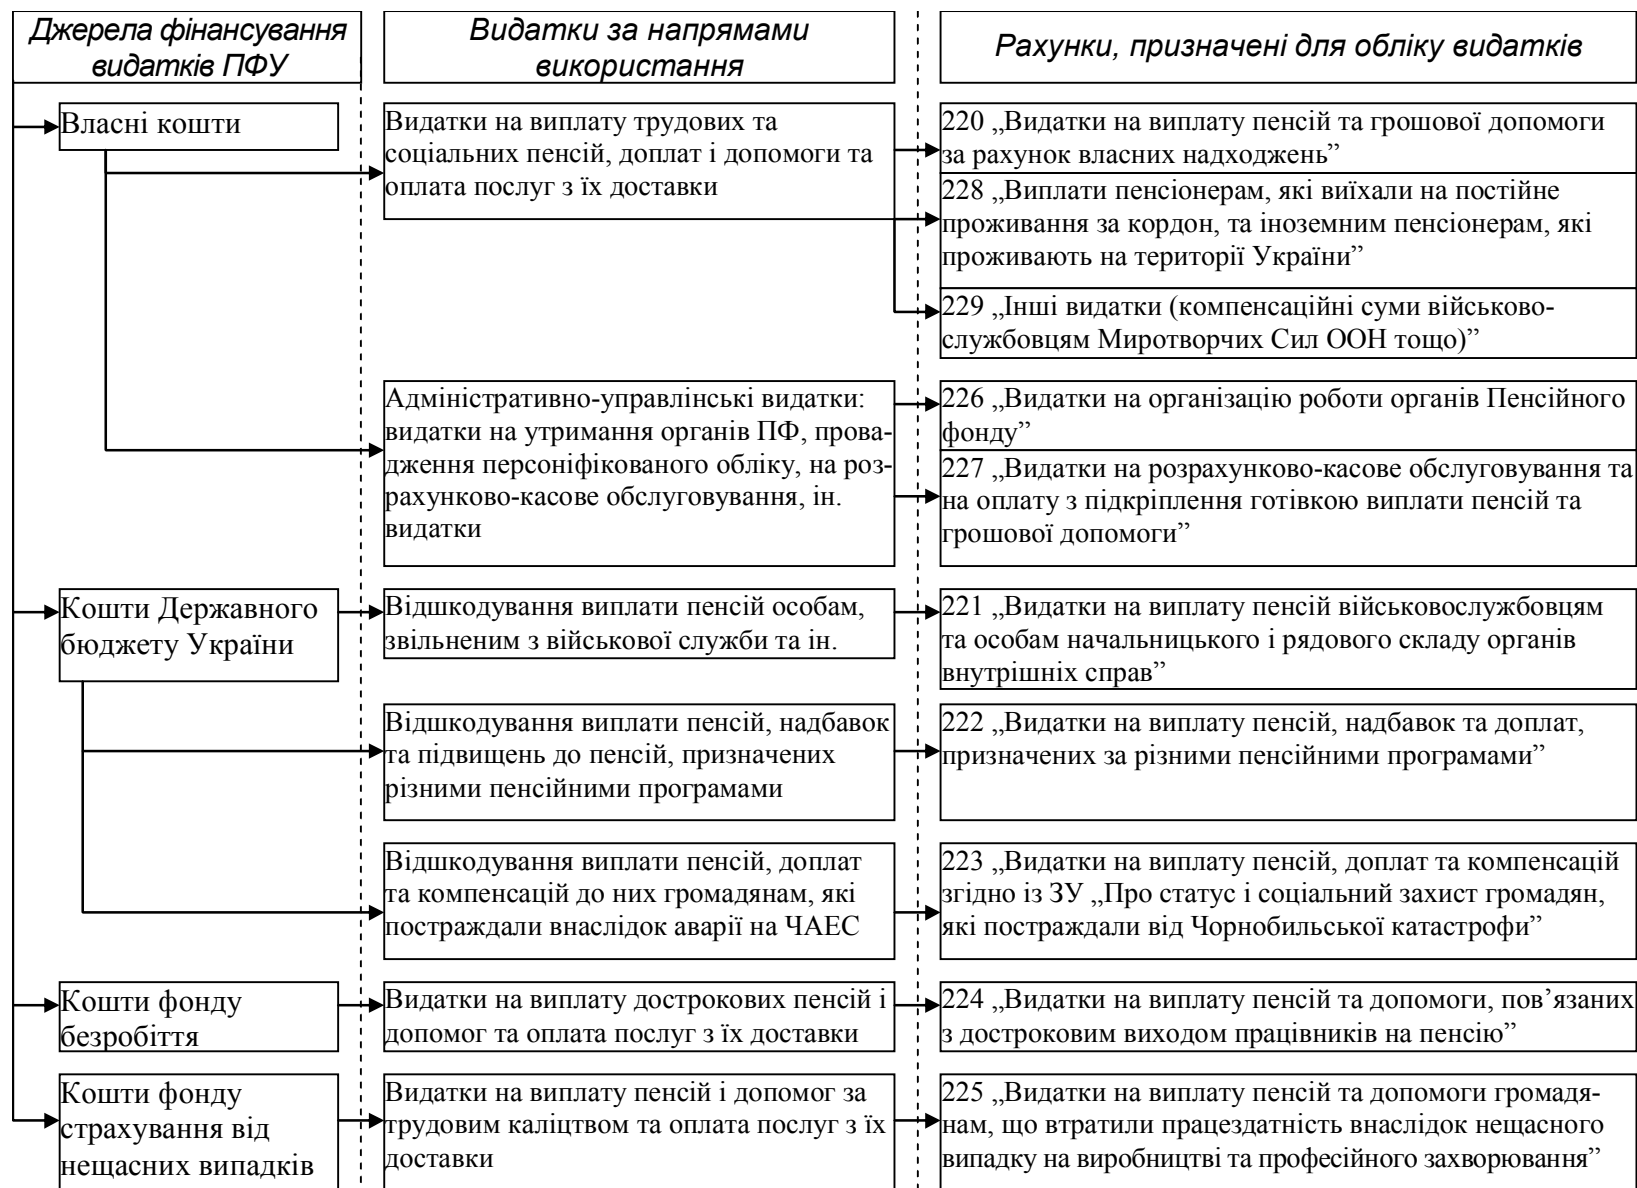 Джерела фінансування
видатків ПФУ
Видатки за напрямами
використання
Рахунки, призначені для обліку видатків
Власні кошти
Видатки на виплату трудових та
соціальних пенсій, доплат і допомоги та
оплата послуг з їх доставки
220 „Видатки на виплату пенсій та грошової допомоги
за рахунок власних надходжень”
228 „Виплати пенсіонерам, які виїхали на постійне
проживання за кордон, та іноземним пенсіонерам, які
проживають на території України”
229 „Інші видатки (компенсаційні суми військово-
службовцям Миротворчих Сил ООН тощо)”
Адміністративно-управлінські видатки:
видатки на утримання органів ПФ, прова-
дження персоніфікованого обліку, на роз-
рахунково-касове обслуговування, ін.
видатки
226 „Видатки на організацію роботи органів Пенсійного
фонду”
227 „Видатки на розрахунково-касове обслуговування та
на оплату з підкріплення готівкою виплати пенсій та
грошової допомоги”
Кошти Державного
бюджету України
Відшкодування виплати пенсій особам,
звільненим з військової служби та ін.
221 „Видатки на виплату пенсій військовослужбовцям
та особам начальницького і рядового складу органів
внутрішніх справ”
Відшкодування виплати пенсій, надбавок
та підвищень до пенсій, призначених
різними пенсійними програмами
222 „Видатки на виплату пенсій, надбавок та доплат,
призначених за різними пенсійними програмами”
Відшкодування виплати пенсій, доплат
та компенсацій до них громадянам, які
постраждали внаслідок аварії на ЧАЕС
223 „Видатки на виплату пенсій, доплат та компенсацій
згідно із ЗУ „Про статус і соціальний захист громадян,
які постраждали від Чорнобильської катастрофи”
Кошти фонду
безробіття
Видатки на виплату дострокових пенсій і
допомог та оплата послуг з їх доставки
224 „Видатки на виплату пенсій та допомоги, пов’язаних
з достроковим виходом працівників на пенсію”
Кошти фонду
страхування від
нещасних випадків
Видатки на виплату пенсій і допомог за
трудовим каліцтвом та оплата послуг з їх
доставки
225 „Видатки на виплату пенсій та допомоги громадя-
нам, що втратили працездатність внаслідок нещасного
випадку на виробництві та професійного захворювання”